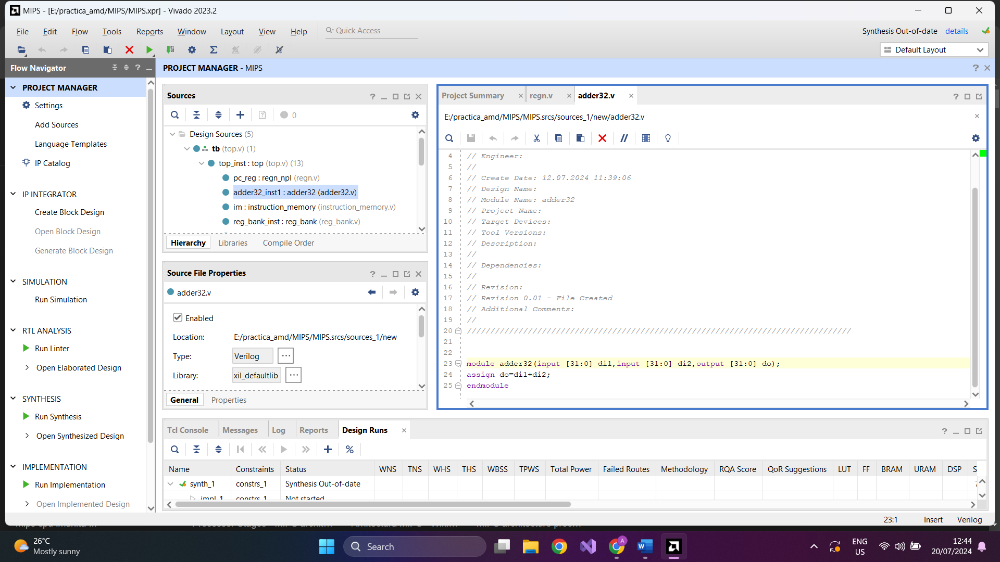 MIPS - [E:/practica_amd/MIPS/MIPS.xpr] - Vivado 2023.2
File Edit Flow Tools Reports Window Layout View Help Quick Access
Synthesis Out-of-date details
Default Layout
Flow Navigator
PROJECT MANAGER - MIPS
PROJECT MANAGER
Settings
Add Sources
Language Templates
IP Catalog
IP INTEGRATOR
Create Block Design
Open Block Design
Generate Block Design
SIMULATION
Run Simulation
RTL ANALYSIS
Run Linter
Open Elaborated Design
SYNTHESIS
Run Synthesis
Open Synthesized Design
IMPLEMENTATION
Run Implementation
Open Implemented Design
Sources
0
Design Sources (5)
tb (top.v) (1)
top_inst : top (top.v) (13)
pc_reg : regn_npl (regn.v)
adder32_inst1 : adder32 (adder32.v)
im : instruction_memory (instruction_memory.v)
reg_bank_inst : reg_bank (reg_bank.v)
Hierarchy Libraries Compile Order
Source File Properties
adder32.v
Enabled
Location: E:/practica_amd/MIPS/MIPS.srcs/sources_1/new
Type: Verilog ...
Library: xil_defaultlib ...
General Properties
Project Summary regn.v adder32.v
E:/practica_amd/MIPS/MIPS.srcs/sources_1/new/adder32.v
4 // Engineer:
5 //
6 // Create Date: 12.07.2024 11:39:06
7 // Design Name:
8 // Module Name: adder32
9 // Project Name:
10 // Target Devices:
11 // Tool Versions:
12 // Description:
13 //
14 // Dependencies:
15 //
16 // Revision:
17 // Revision 0.01 - File Created
18 // Additional Comments:
19 //
20 //////////////////////////////////////////////////////////////////////////////////
21
22
23 module adder32(input [31:0] di1,input [31:0] di2,output [31:0] do);
24 assign do=di1+di2;
25 endmodule
Tcl Console Messages Log Reports Design Runs
Name Constraints Status WNS TNS WHS THS WBSS TPWS Total Power Failed Routes Methodology RQA Score QoR Suggestions LUT FF BRAM URAM DSP S
synth_1 constrs_1 Synthesis Out-of-date
impl_1 constrs_1 Not started
23:1 Insert Verilog
26°C
Mostly sunny
Search
ENG
US
12:44
20/07/2024